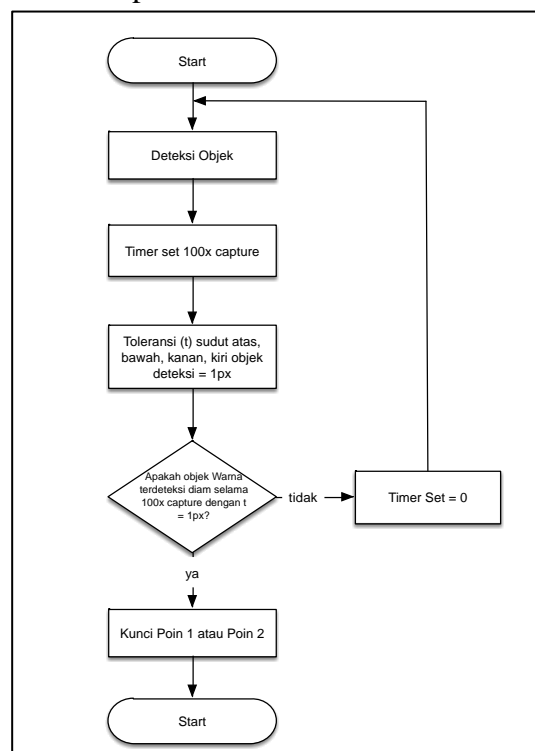 Start
Deteksi Objek
Timer set 100x capture
Toleransi (t) sudut atas,
bawah, kanan, kiri objek
deteksi = 1px
Apakah objek Warna
terdeteksi diam selama
100x capture dengan t
= 1px?
tidak
Timer Set = 0
ya
Kunci Poin 1 atau Poin 2
Start